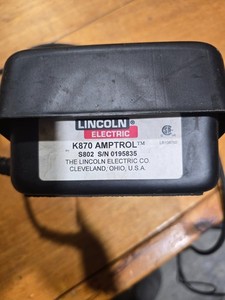 LINCOLN®
ELECTRIC
K870 AMPTROL™
S802 S/N 0195835
THE LINCOLN ELECTRIC CO.
CLEVELAND, OHIO, U.S.A.